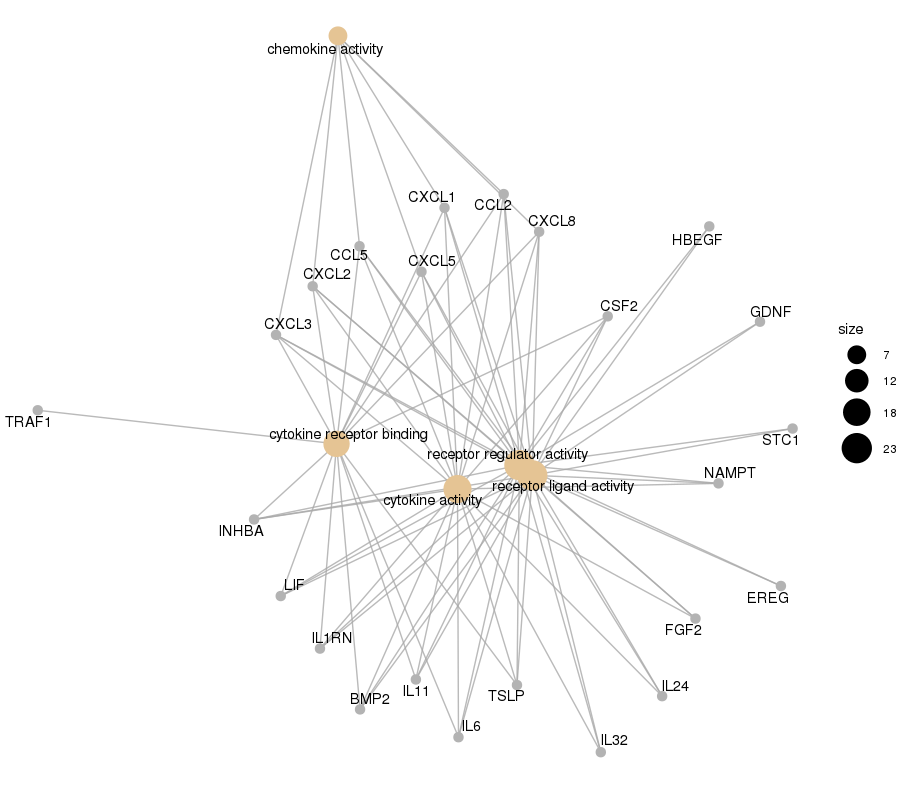 chemokine activity
CXCL1
CCL2
CXCL8
HBEGF
CCL5
CXCL5
CXCL2
CSF2
GDNF
CXCL3
size
7
12
18
23
TRAF1
cytokine receptor binding
STC1
receptor regulator activity
NAMPT
receptor ligand activity
cytokine activity
INHBA
LIF
EREG
FGF2
IL1RN
IL24
IL11
TSLP
BMP2
IL6
IL32